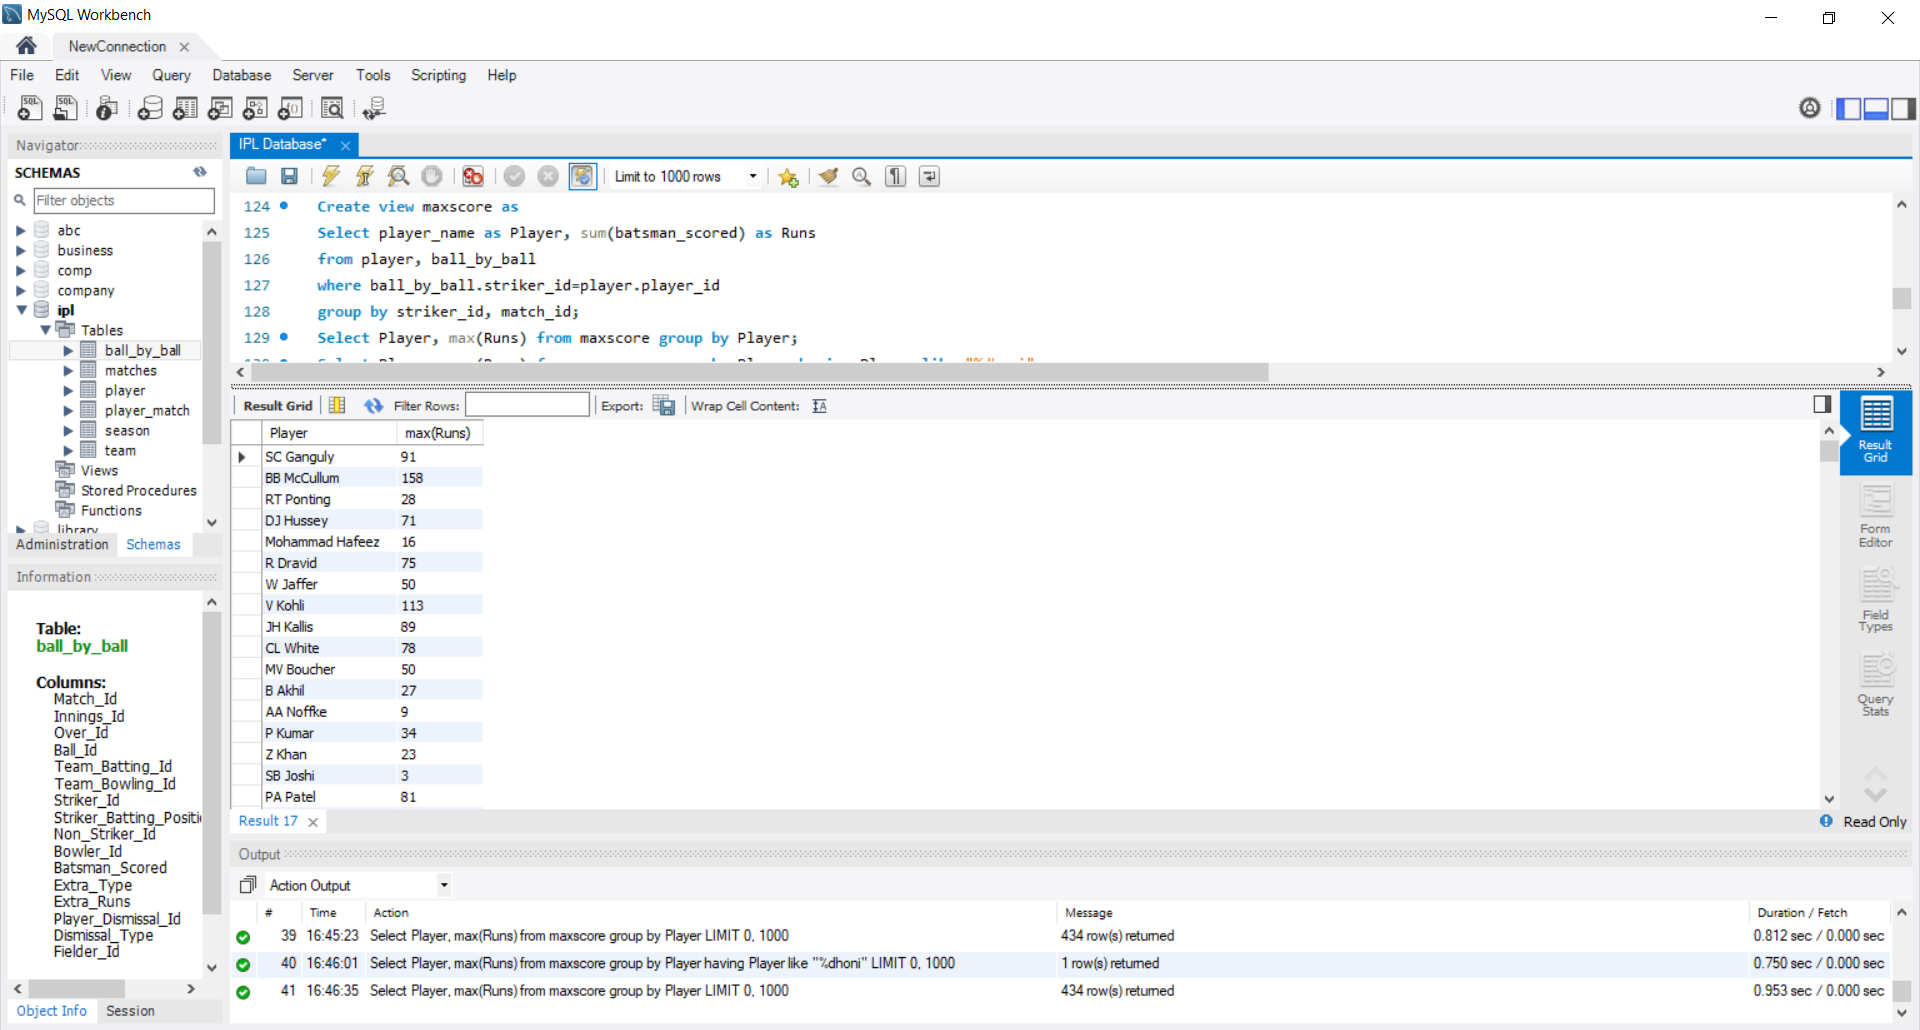 MySQL Workbench
NewConnection
File Edit View Query Database Server Tools Scripting Help
Navigator
SCHEMAS
Filter objects
abc
business
comp
company
ipl
Tables
ball_by_ball
matches
player
player_match
season
team
Views
Stored Procedures
Functions
library
Administration Schemas
Information
Table:
ball_by_ball
Columns:
Match_Id
Innings_Id
Over_Id
Ball_Id
Team_Batting_Id
Team_Bowling_Id
Striker_Id
Striker_Batting_Positi
Non_Striker_Id
Bowler_Id
Batsman_Scored
Extra_Type
Extra_Runs
Player_Dismissal_Id
Dismissal_Type
Fielder_Id
Object Info Session
IPL Database*
Limit to 1000 rows
124 Create view maxscore as
125 Select player_name as Player, sum(batsman_scored) as Runs
126 from player, ball_by_ball
127 where ball_by_ball.striker_id=player.player_id
128 group by striker_id, match_id;
129 Select Player, max(Runs) from maxscore group by Player;
Result Grid Filter Rows: Export: Wrap Cell Content:
Player max(Runs)
SC Ganguly 91
BB McCullum 158
RT Ponting 28
DJ Hussey 71
Mohammad Hafeez 16
R Dravid 75
W Jaffer 50
V Kohli 113
JH Kallis 89
CL White 78
MV Boucher 50
B Akhil 27
AA Noffke 9
P Kumar 34
Z Khan 23
SB Joshi 3
PA Patel 81
Result Grid
Form Editor
Field Types
Query Stats
Result 17
Read Only
Output
Action Output
# Time Action Message Duration / Fetch
39 16:45:23 Select Player, max(Runs) from maxscore group by Player LIMIT 0, 1000 434 row(s) returned 0.812 sec / 0.000 sec
40 16:46:01 Select Player, max(Runs) from maxscore group by Player having Player like "%dhoni" LIMIT 0, 1000 1 row(s) returned 0.750 sec / 0.000 sec
41 16:46:35 Select Player, max(Runs) from maxscore group by Player LIMIT 0, 1000 434 row(s) returned 0.953 sec / 0.000 sec